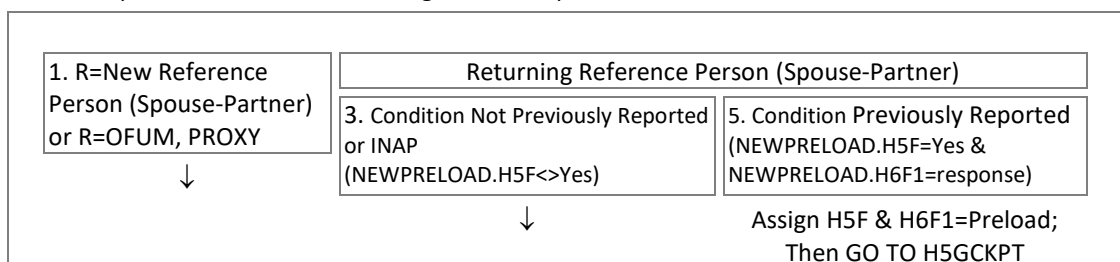 1. R=New Reference
Person (Spouse-Partner)
or R=OFUM, PROXY
↓
Returning Reference Person (Spouse-Partner)
3. Condition Not Previously Reported
or INAP
(NEWPRELOAD.H5F<>Yes)
↓
5. Condition Previously Reported
(NEWPRELOAD.H5F=Yes &
NEWPRELOAD.H6F1=response)
Assign H5F & H6F1=Preload;
Then GO TO H5GCKPT